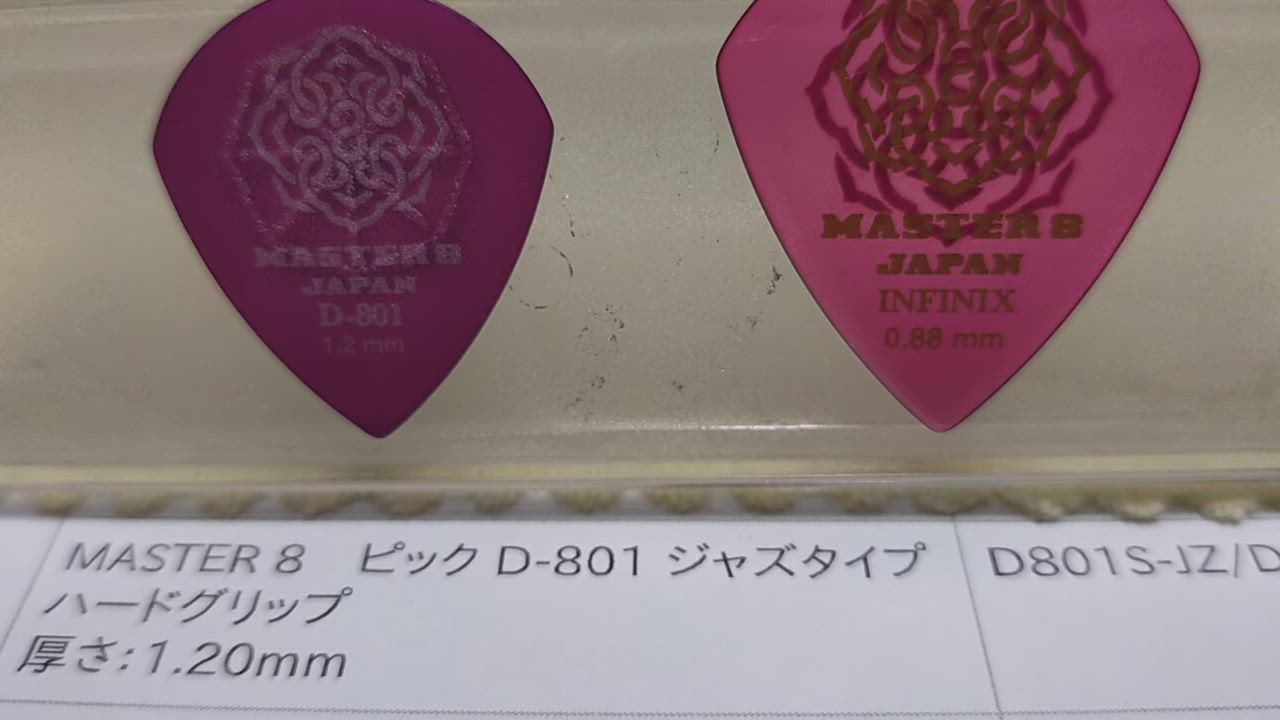 MASTER 8
JAPAN
D-801
1.2 mm
MASTER 8
JAPAN
INFINIX
0.88 mm
MASTER 8 ピック D-801 ジャズタイプ
ハードグリップ
厚さ:1.20mm
D801S-JZ/D